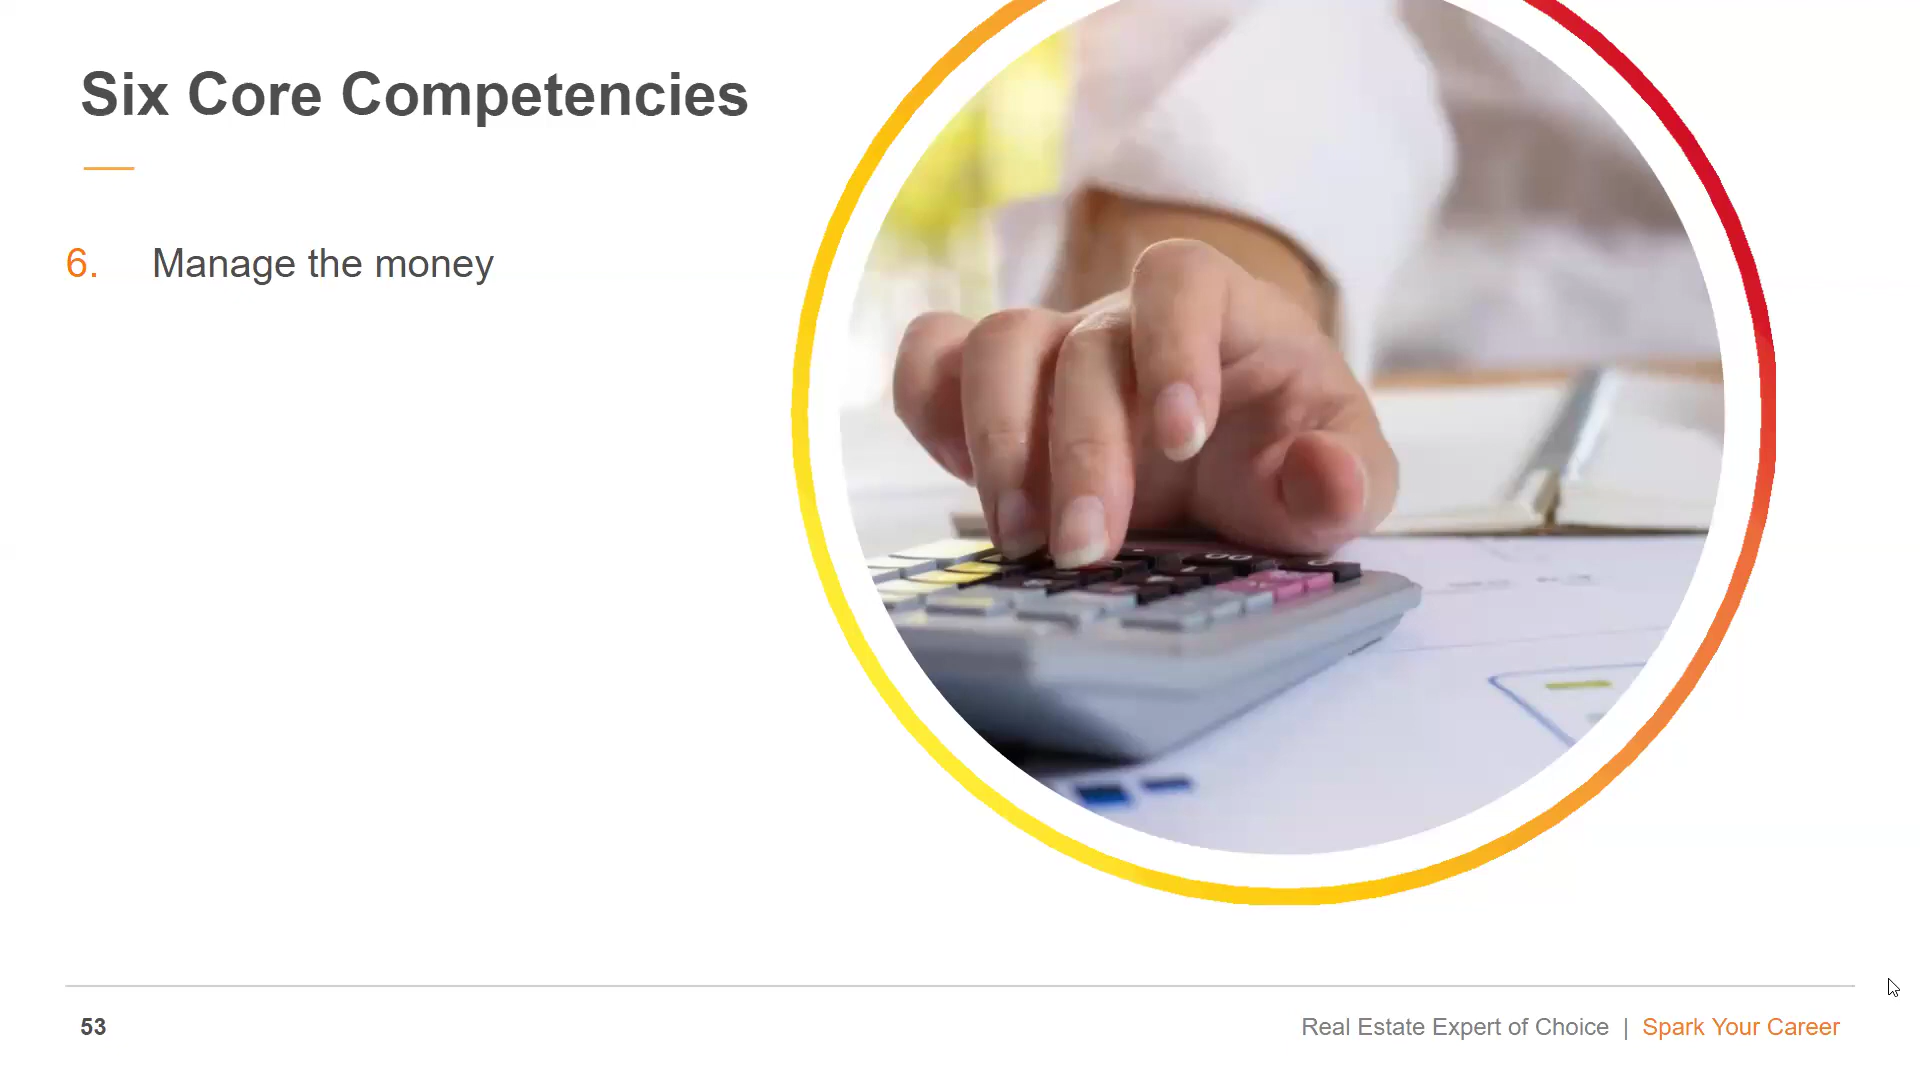 Six Core Competencies
6. Manage the money
53
Real Estate Expert of Choice | Spark Your Career